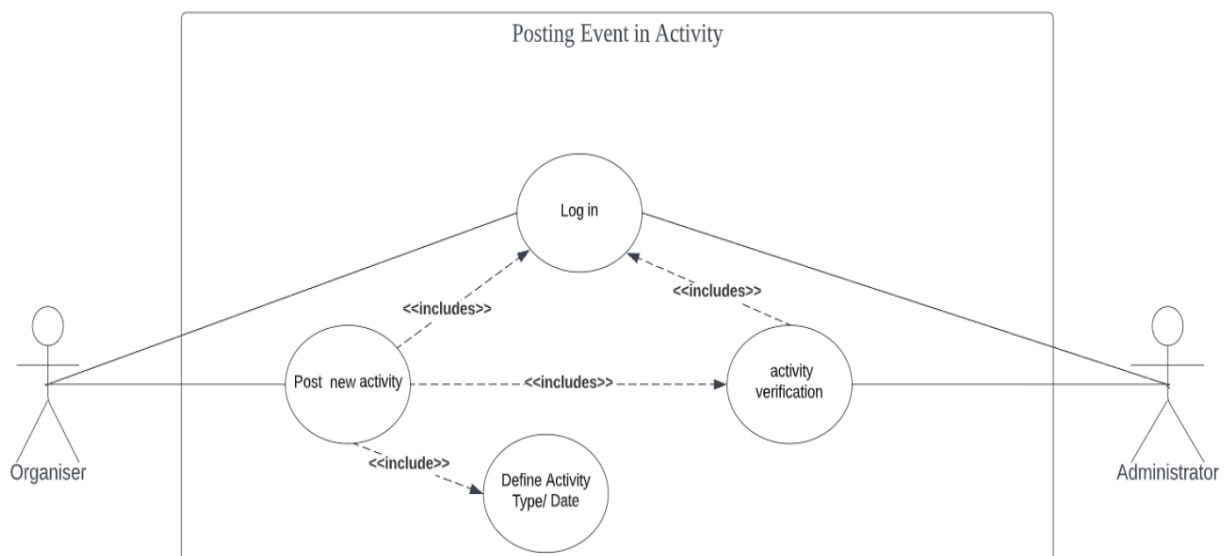 Posting Event in Activity
Log in
<<includes>>
<<includes>>
Post  new activity
<<includes>>
activity
verification
<<include>>
Define Activity
Type/ Date
Organiser
Administrator